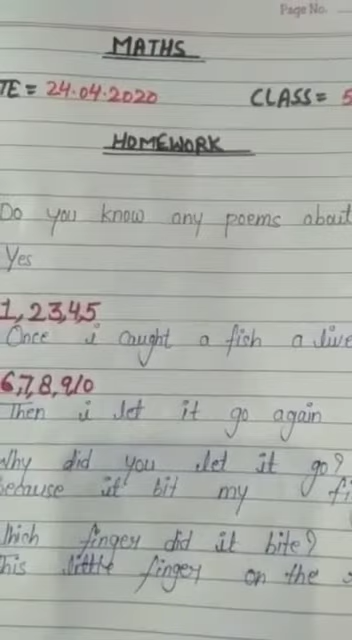 Page No.
MATHS
TE = 24.04.2020 CLASS = 5
HOMEWORK
Do you know any poems about
Yes
1, 2 3, 4, 5
Once i caught a fish a live
6, 7, 8, 9, 10
Then i let it go again
Why did you let it go?
because it bit my fi
Which finger did it bite?
This little finger on the